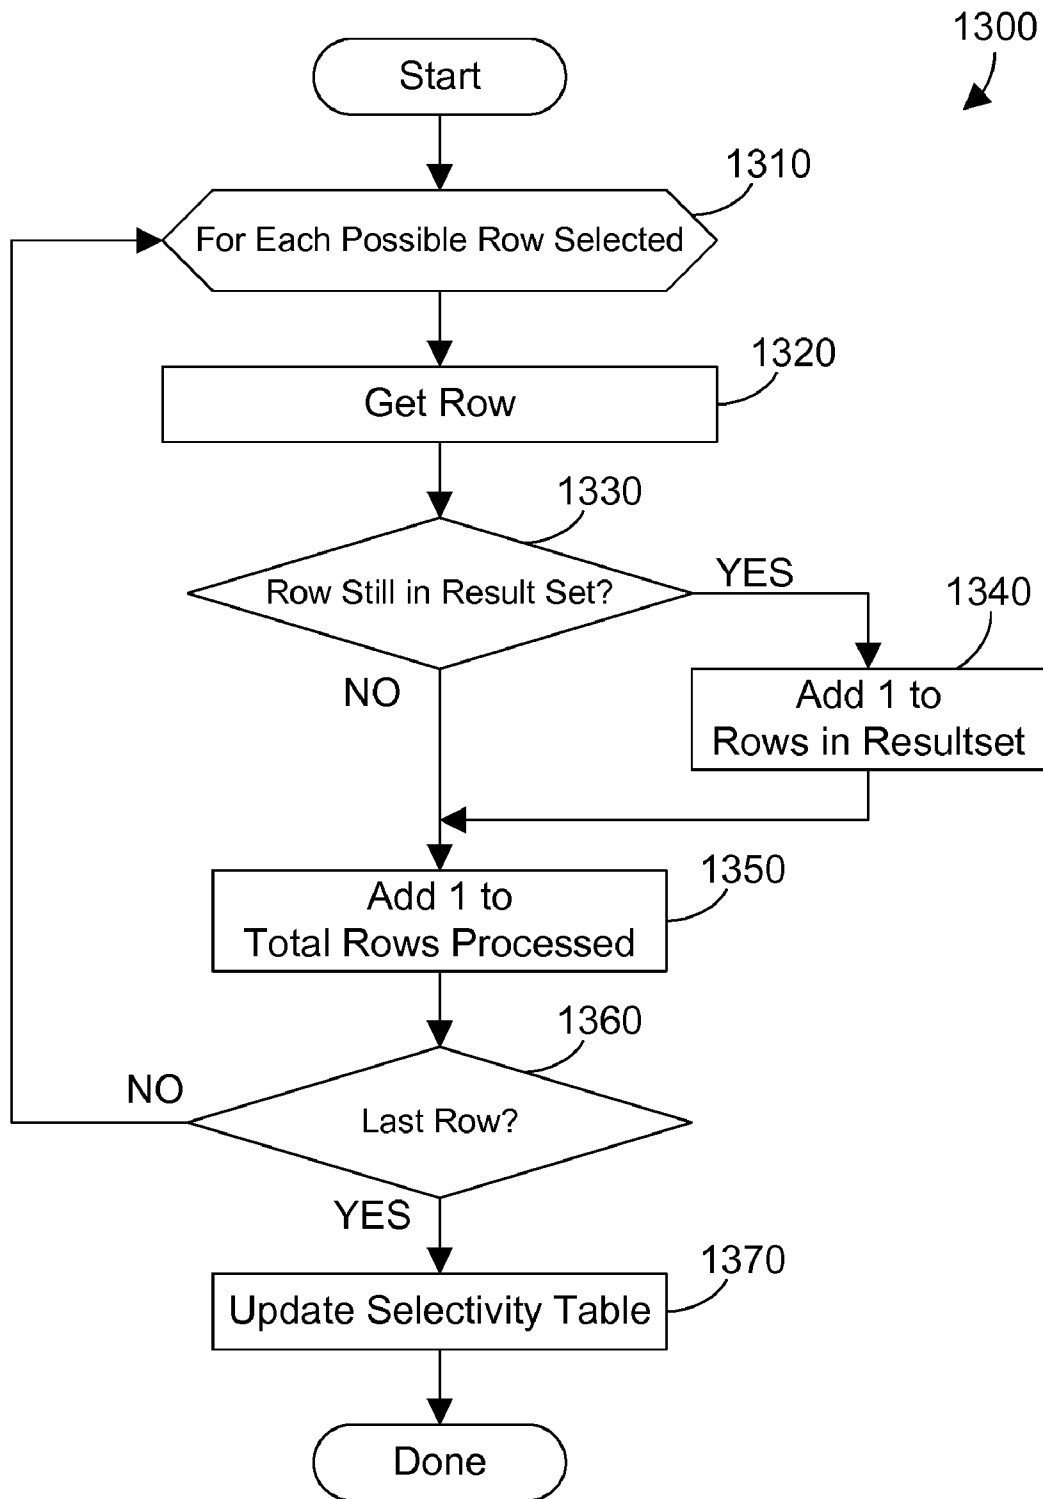 1300
Start
1310
For Each Possible Row Selected
1320
Get Row
1330
Row Still in Result Set?
YES
1340
NO
Add 1 to
Rows in Resultset
1350
Add 1 to
Total Rows Processed
1360
NO
Last Row?
YES
1370
Update Selectivity Table
Done